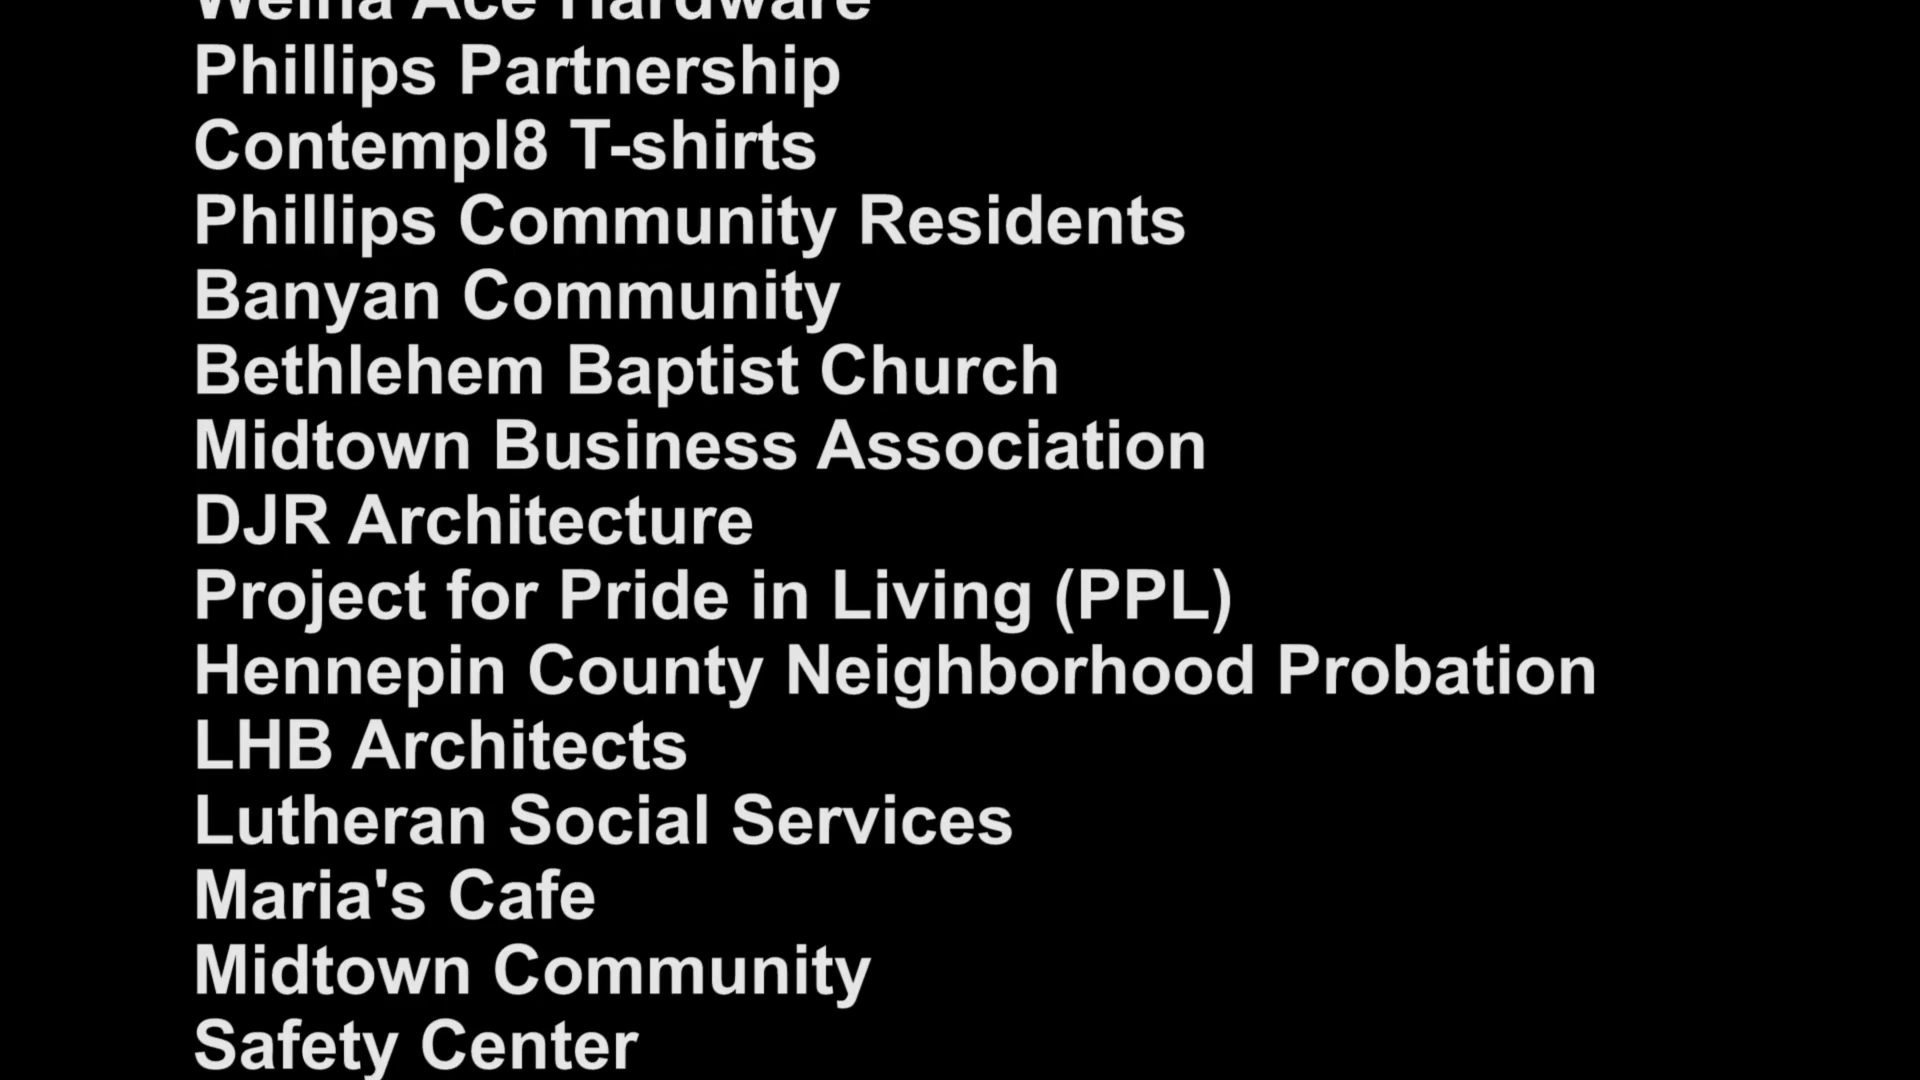 Ace Hardware
Phillips Partnership
Contempl8 T-shirts
Phillips Community Residents
Banyan Community
Bethlehem Baptist Church
Midtown Business Association
DJR Architecture
Project for Pride in Living (PPL)
Hennepin County Neighborhood Probation
LHB Architects
Lutheran Social Services
Maria's Cafe
Midtown Community
Safety Center